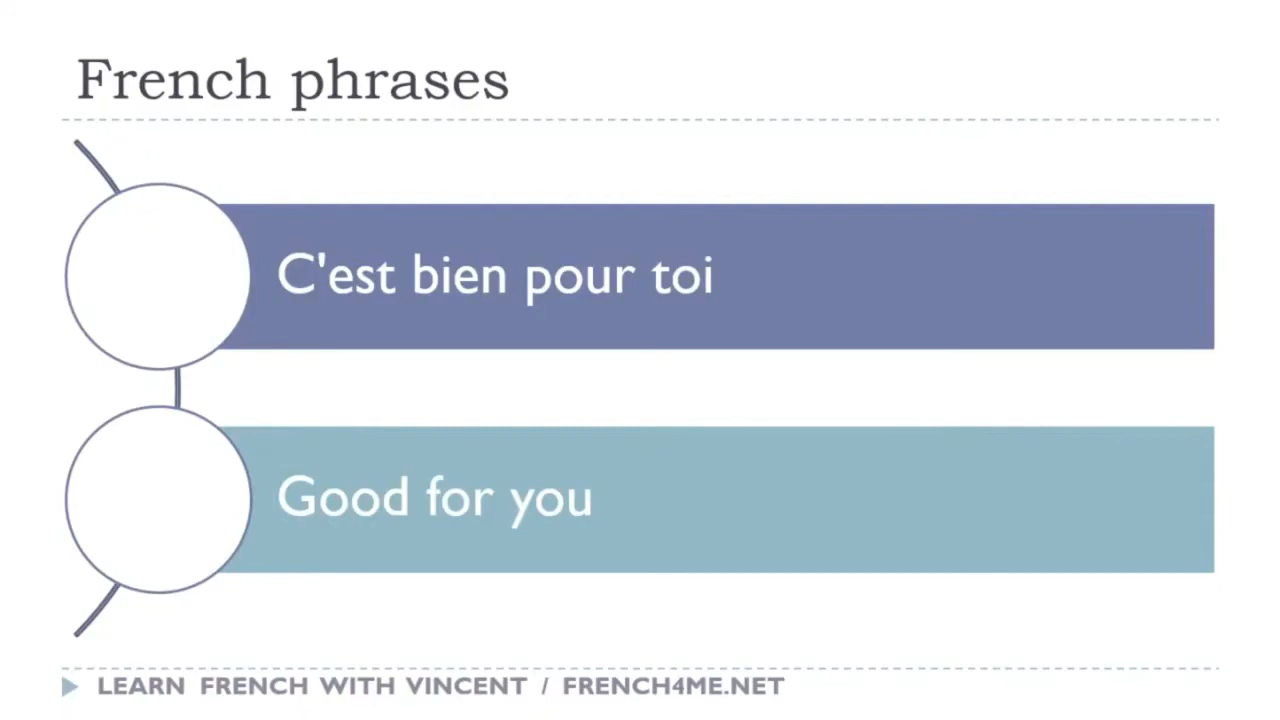 French phrases
C'est bien pour toi
Good for you
LEARN FRENCH WITH VINCENT / FRENCH4ME.NET